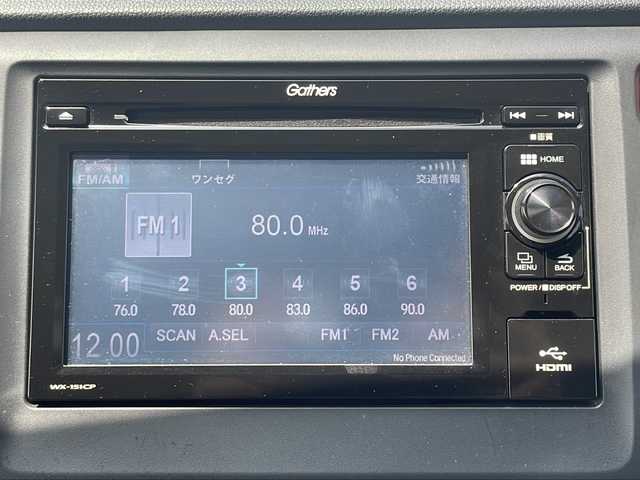 Gathers
画質
HOME
FM/AM
ワンセグ
交通情報
FM 1
80.0 MHz
MENU
BACK
1 2 3 4 5 6
76.0 78.0 80.0 83.0 86.0 90.0
POWER/DISP OFF
12:00
SCAN A.SEL FM1 FM2 AM
No Phone Connected
HDMI
WX-151CP